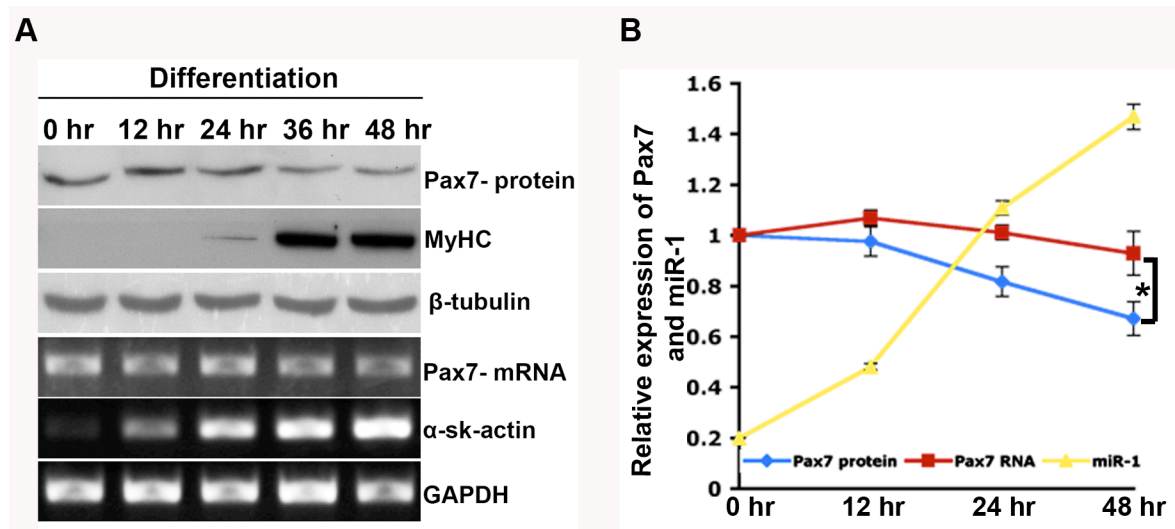 A
Differentiation
0 hr 12 hr 24 hr 36 hr 48 hr
Pax7- protein
MyHC
β-tubulin
Pax7- mRNA
α-sk-actin
GAPDH
B
Relative expression of Pax7
and miR-1
1.6
1.4
1.2
1
0.8
0.6
0.4
0.2
0
*
Pax7 protein Pax7 RNA miR-1
0 hr 12 hr 24 hr 48 hr